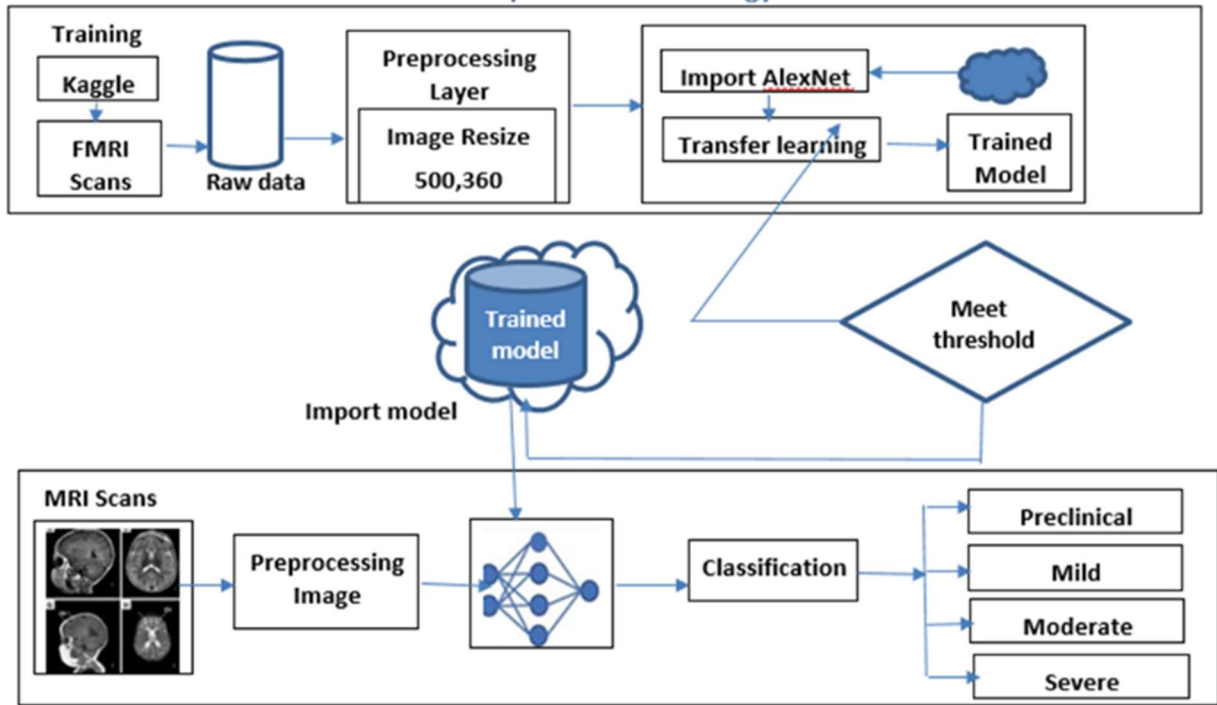 Training
Kaggle
FMRI
Scans
Raw data
Preprocessing
Layer
Image Resize
500,360
Import AlexNet
Transfer learning
Trained
Model
Meet
threshold
Trained
model
Import model
MRI Scans
Preprocessing
Image
Classification
Preclinical
Mild
Moderate
Severe